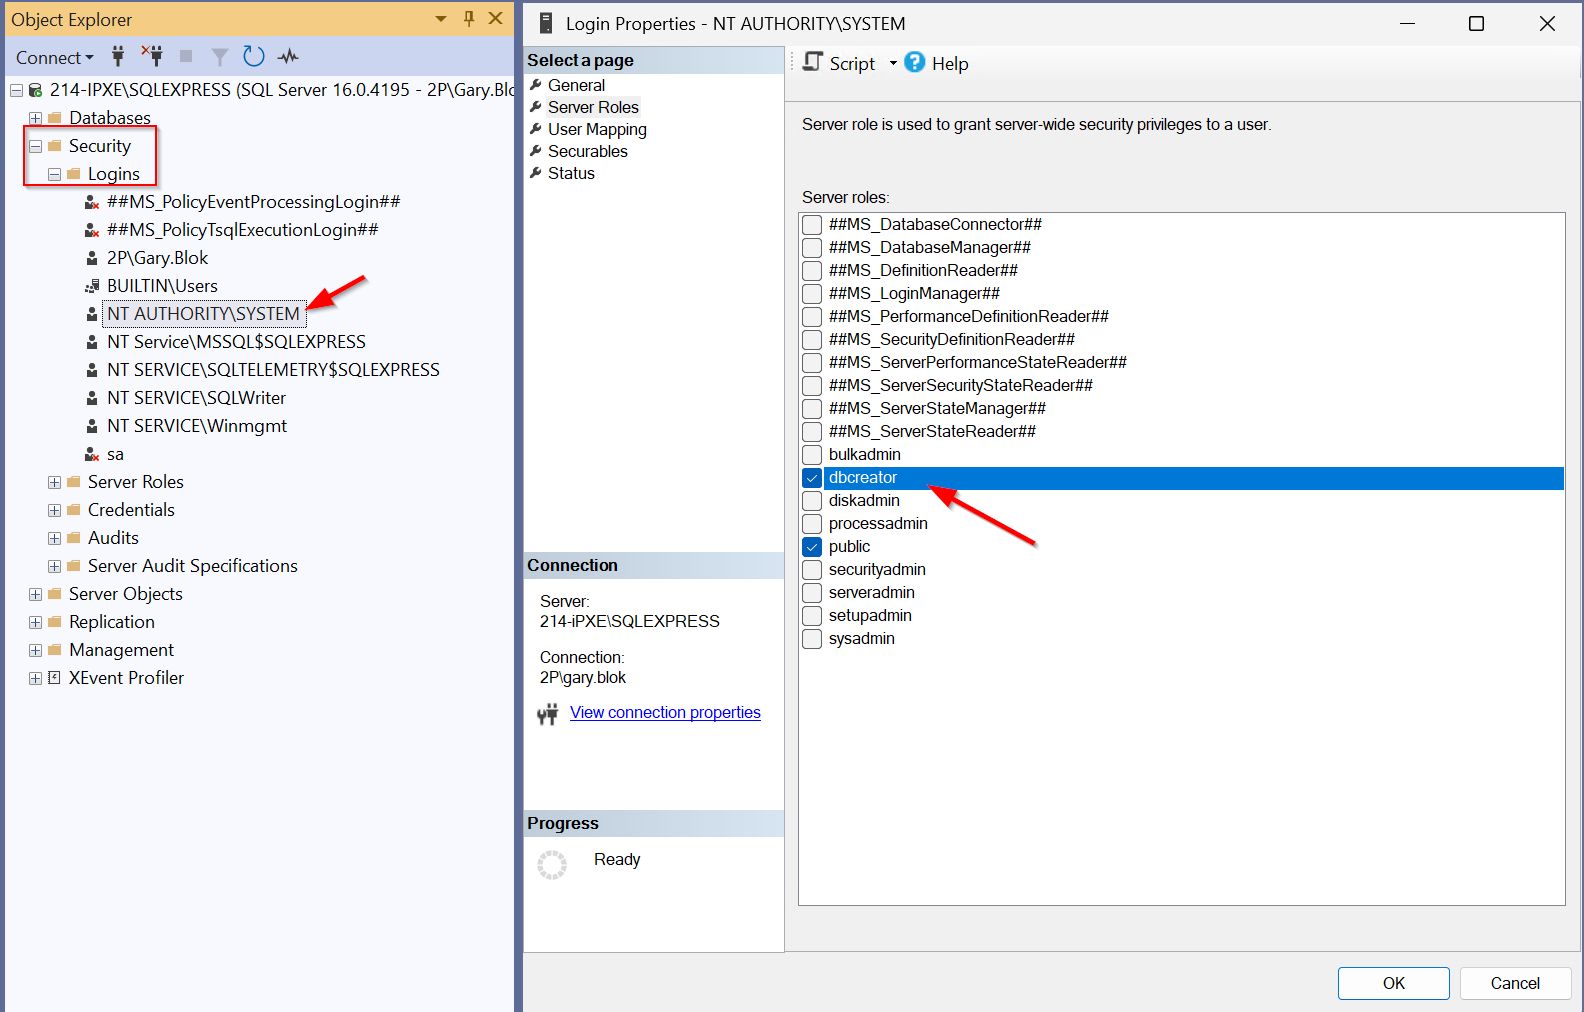 Object Explorer
Connect
214-IPXE\SQLEXPRESS (SQL Server 16.0.4195 - 2P\Gary.Blo
Databases
Security
Logins
##MS_PolicyEventProcessingLogin##
##MS_PolicyTsqlExecutionLogin##
2P\Gary.Blok
BUILTIN\Users
NT AUTHORITY\SYSTEM
NT Service\MSSQL$SQLEXPRESS
NT SERVICE\SQLTELEMETRY$SQLEXPRESS
NT SERVICE\SQLWriter
NT SERVICE\Winmgmt
sa
Server Roles
Credentials
Audits
Server Audit Specifications
Server Objects
Replication
Management
XEvent Profiler
Login Properties - NT AUTHORITY\SYSTEM
Select a page
General
Server Roles
User Mapping
Securables
Status
Connection
Server:
214-iPXE\SQLEXPRESS
Connection:
2P\gary.blok
View connection properties
Progress
Ready
Script
Help
Server role is used to grant server-wide security privileges to a user.
Server roles:
##MS_DatabaseConnector##
##MS_DatabaseManager##
##MS_DefinitionReader##
##MS_LoginManager##
##MS_PerformanceDefinitionReader##
##MS_SecurityDefinitionReader##
##MS_ServerPerformanceStateReader##
##MS_ServerSecurityStateReader##
##MS_ServerStateManager##
##MS_ServerStateReader##
bulkadmin
dbcreator
diskadmin
processadmin
public
securityadmin
serveradmin
setupadmin
sysadmin
OK
Cancel